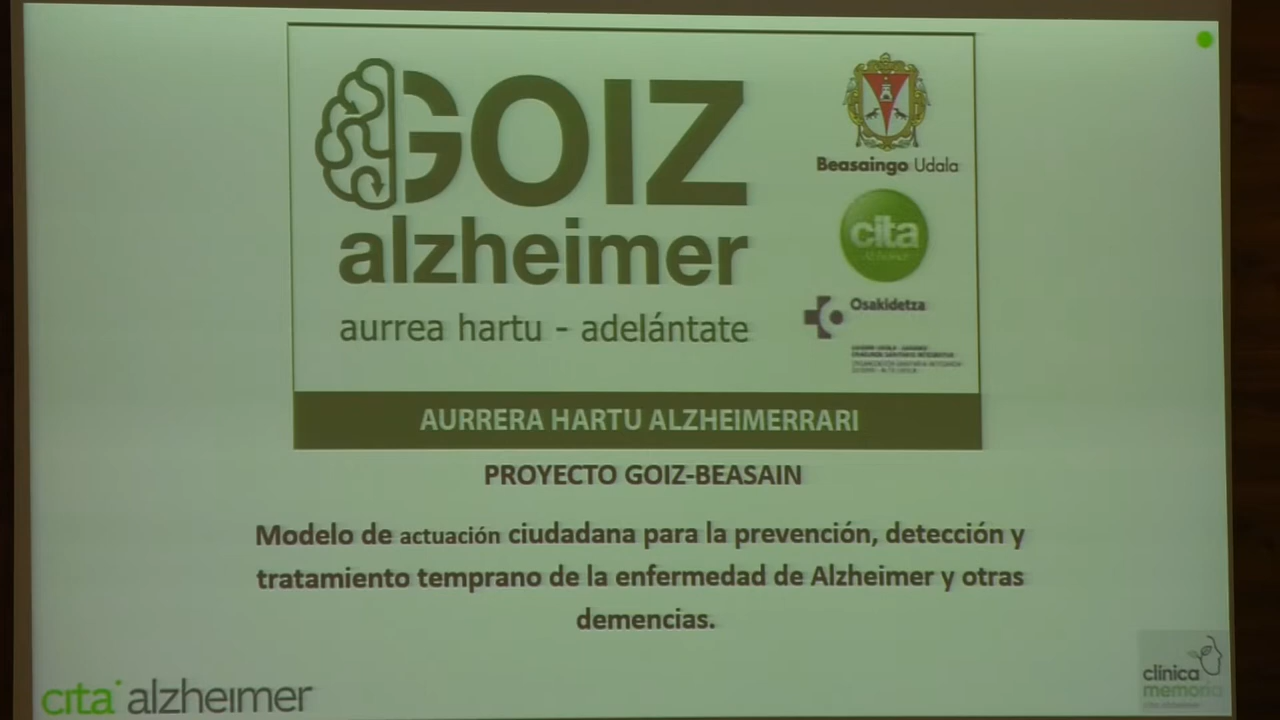 GOIZ
alzheimer
aurrea hartu - adelántate
Beasaingo Udala
cita
Osakidetza
AURRERA HARTU ALZHEIMERRARI
PROYECTO GOIZ-BEASAIN
Modelo de actuación ciudadana para la prevención, detección y
tratamiento temprano de la enfermedad de Alzheimer y otras
demencias.
cita alzheimer
clínica
memoria